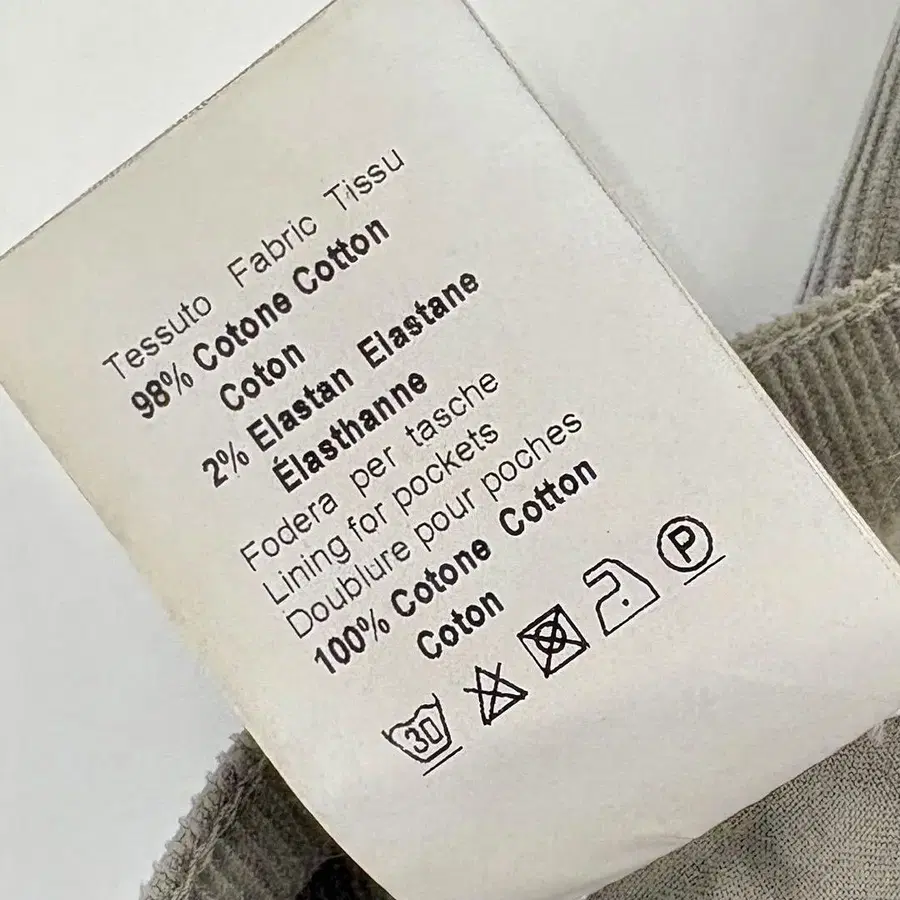 Tessuto Fabric Tissu
98% Cotone Cotton
Coton
2% Elastan Elastane
Élasthanne
Fodera per tasche
Lining for pockets
Doublure pour poches
100% Cotone Cotton
Coton
30 P